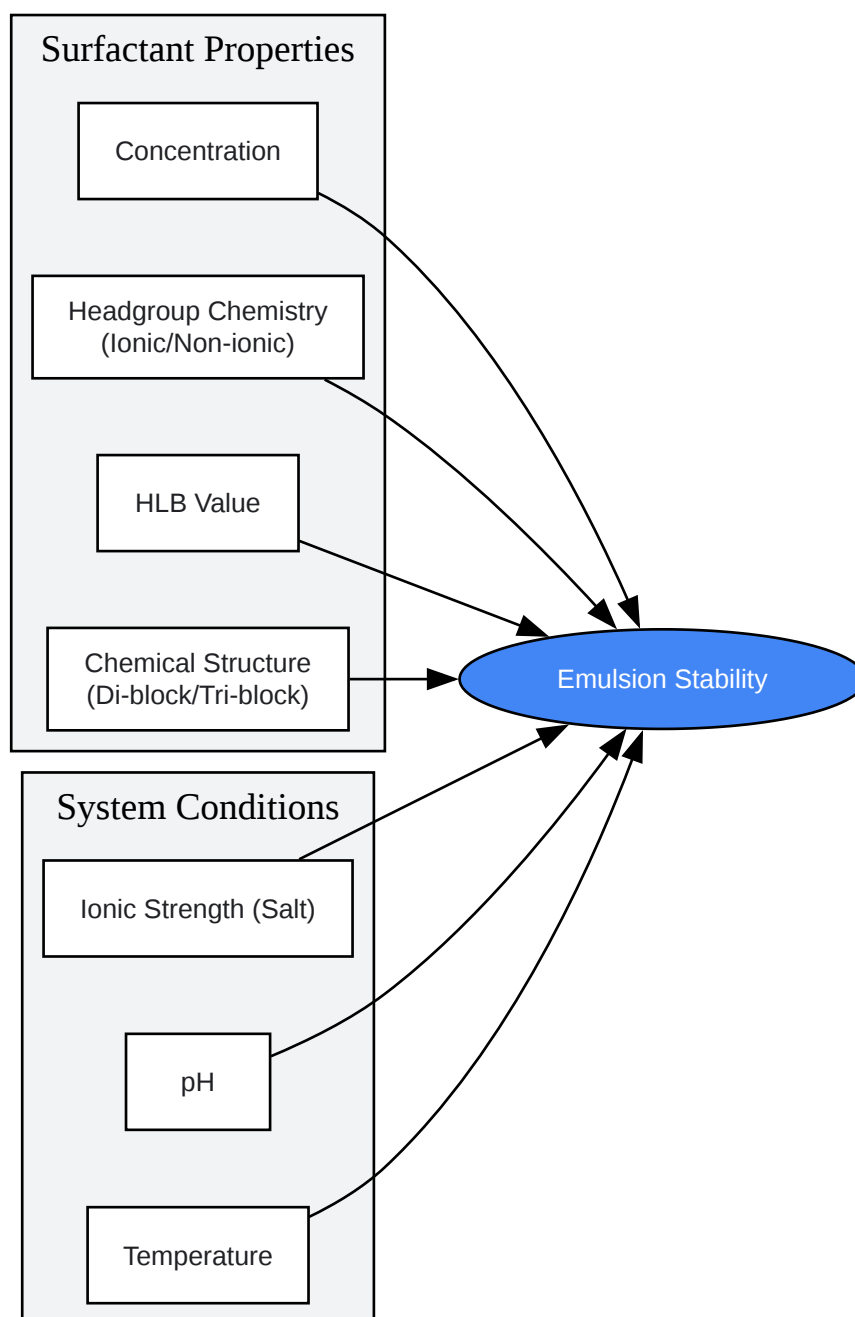 Surfactant Properties
Concentration
Headgroup Chemistry
(Ionic/Non-ionic)
HLB Value
Chemical Structure
(Di-block/Tri-block)
Emulsion Stability
System Conditions
Ionic Strength (Salt)
pH
Temperature